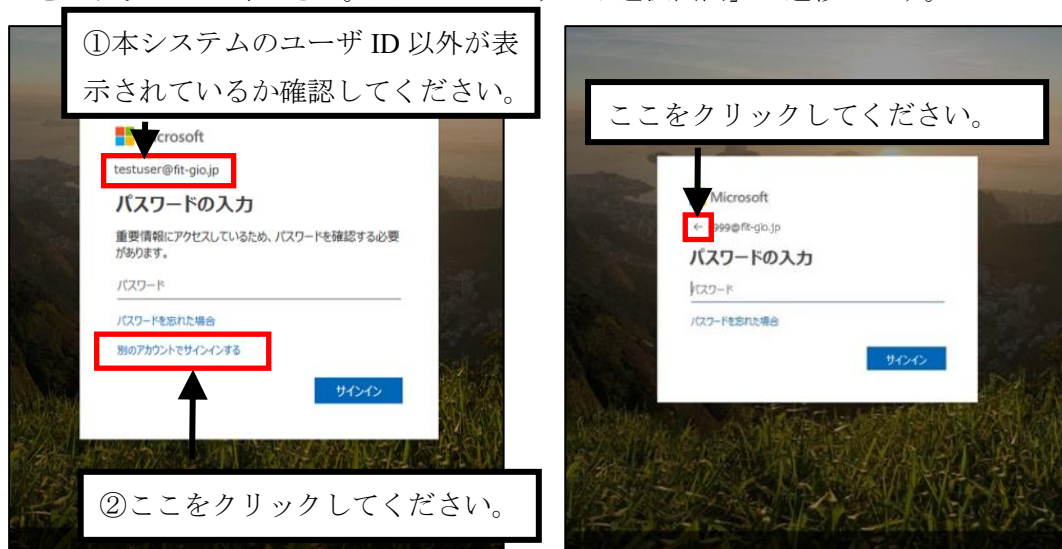 ①本システムのユーザ ID 以外が表
示されているか確認してください。
crosoft
testuser@fit-gio.jp
パスワードの入力
重要情報にアクセスしているため、パスワードを確認する必要
があります。
パスワード
パスワードを忘れた場合
別のアカウントでサインインする
サインイン
②ここをクリックしてください。
ここをクリックしてください。
Microsoft
← 999@fit-gio.jp
パスワードの入力
パスワード
パスワードを忘れた場合
サインイン